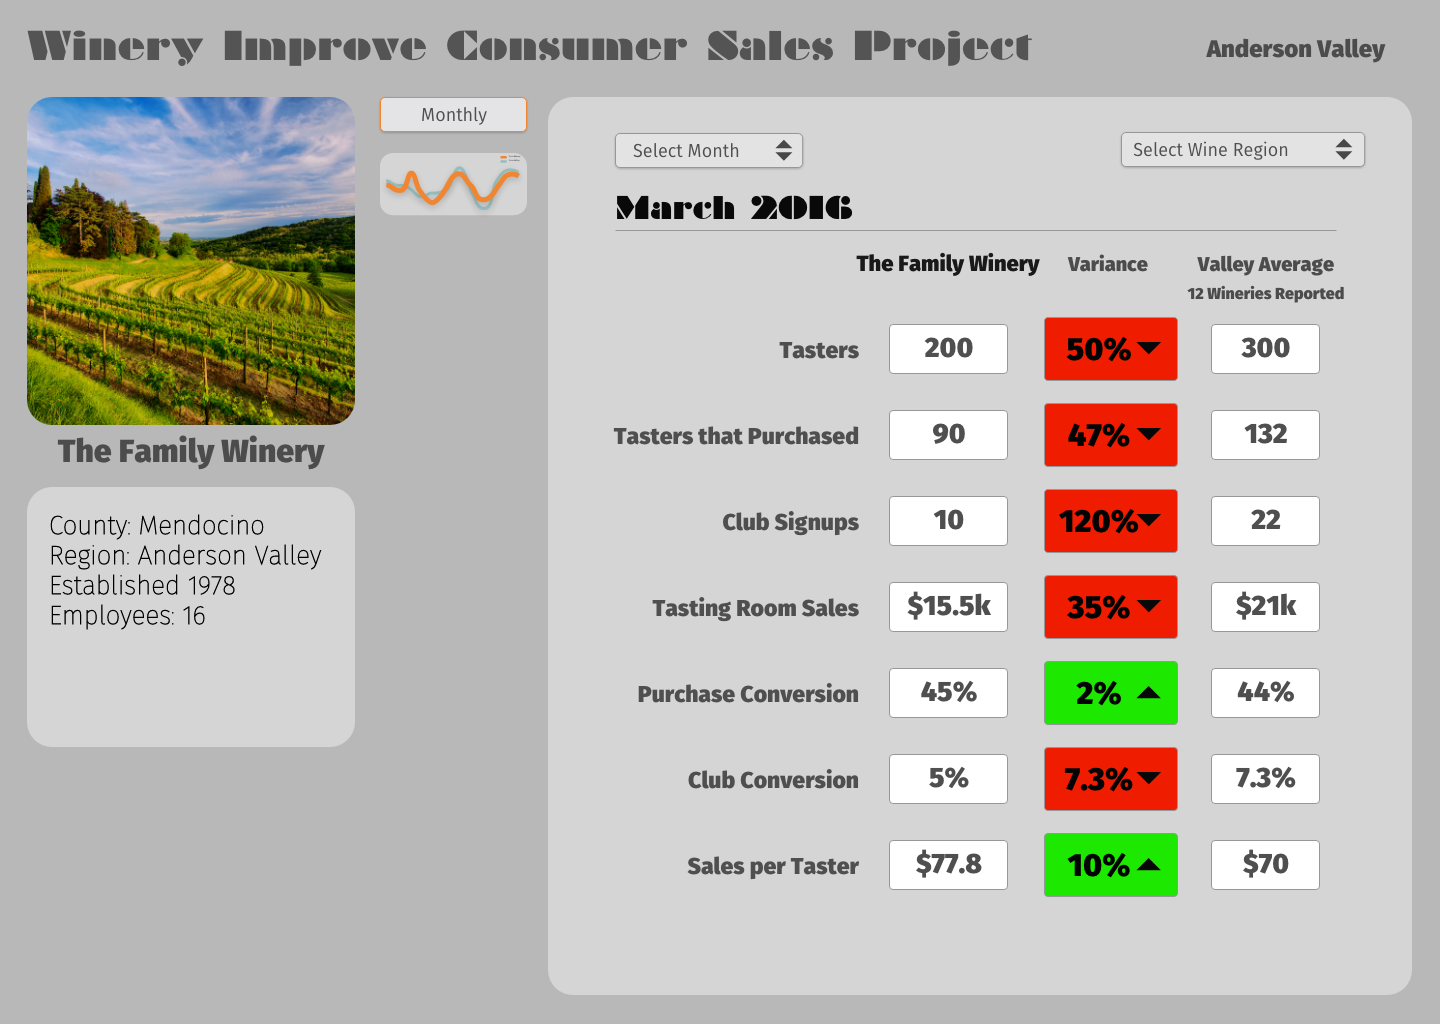 Winery Improve Consumer Sales Project
Anderson Valley
Monthly
The Family Winery
County: Mendocino
Region: Anderson Valley
Established 1978
Employees: 16
Select Month
Select Wine Region
March 2016
The Family Winery Variance Valley Average
12 Wineries Reported
Tasters 200 50% 300
Tasters that Purchased 90 47% 132
Club Signups 10 120% 22
Tasting Room Sales $15.5k 35% $21k
Purchase Conversion 45% 2% 44%
Club Conversion 5% 7.3% 7.3%
Sales per Taster $77.8 10% $70